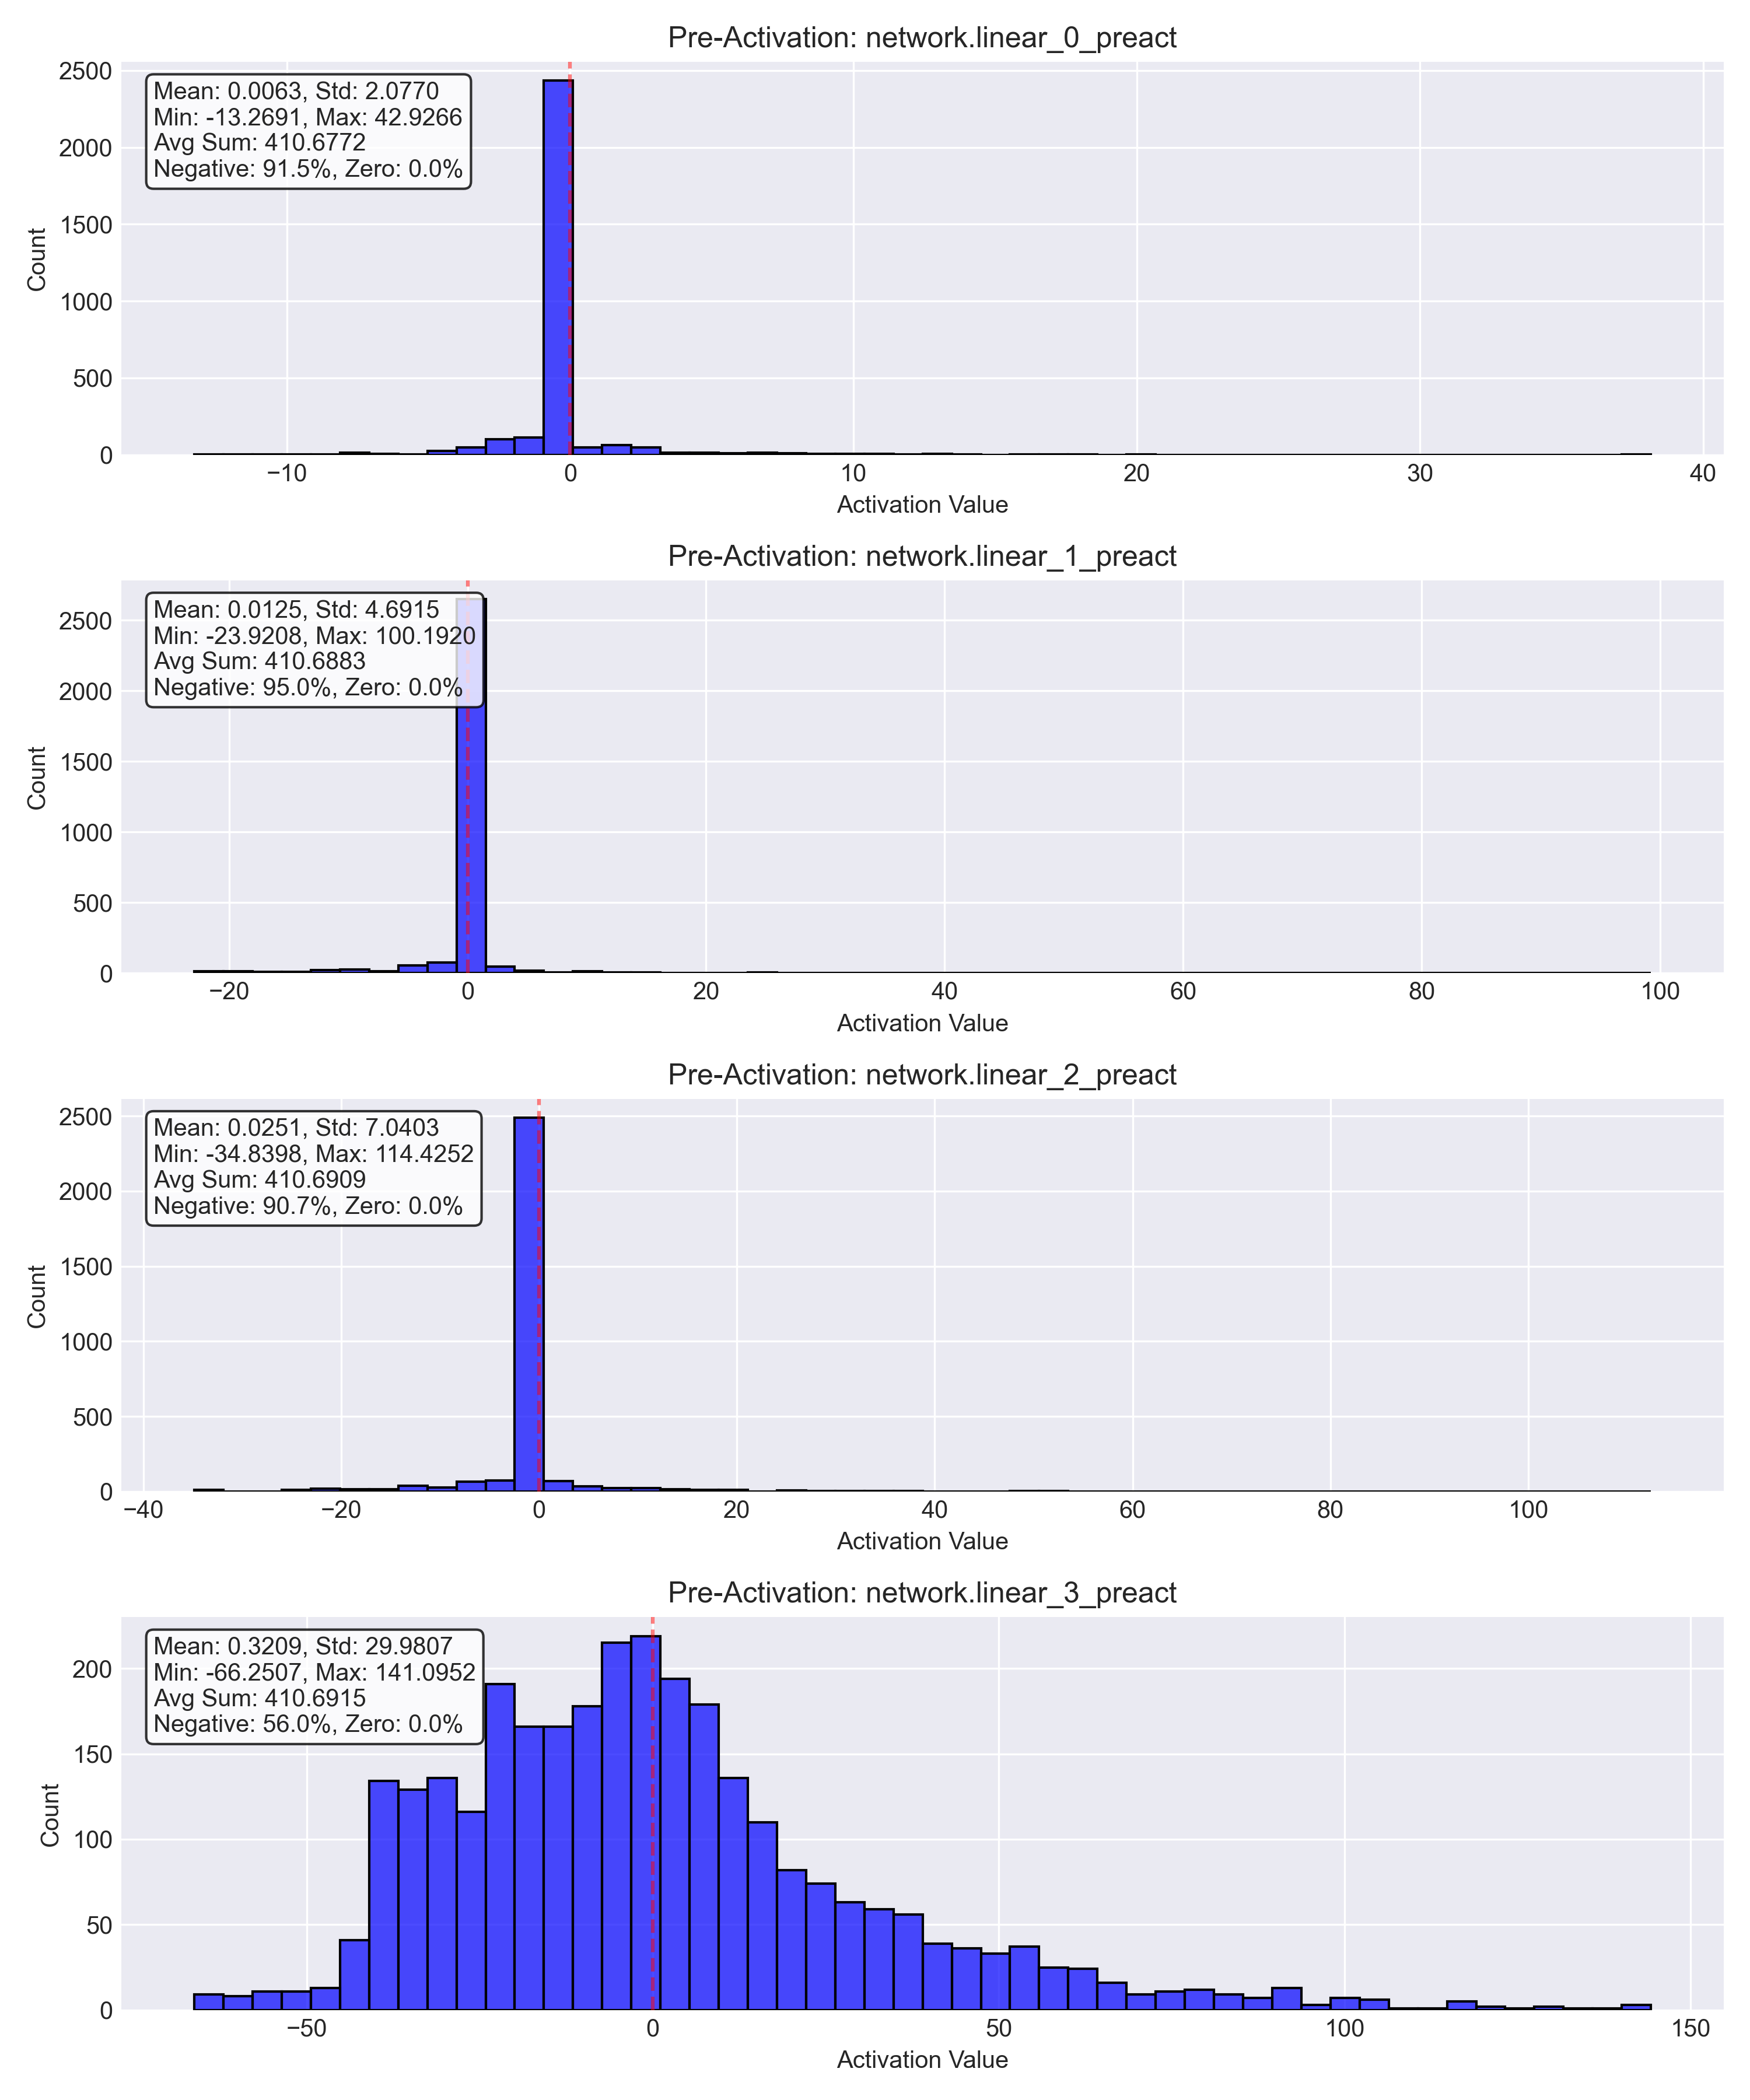 Pre-Activation: network.linear_0_preact
Mean: 0.0063, Std: 2.0770
Min: -13.2691, Max: 42.9266
Avg Sum: 410.6772
Negative: 91.5%, Zero: 0.0%
Count
2500
2000
1500
1000
500
0
−10
0
10
20
30
40
Activation Value
Pre-Activation: network.linear_1_preact
Mean: 0.0125, Std: 4.6915
Min: -23.9208, Max: 100.1920
Avg Sum: 410.6883
Negative: 95.0%, Zero: 0.0%
Count
2500
2000
1500
1000
500
0
−20
0
20
40
60
80
100
Activation Value
Pre-Activation: network.linear_2_preact
Mean: 0.0251, Std: 7.0403
Min: -34.8398, Max: 114.4252
Avg Sum: 410.6909
Negative: 90.7%, Zero: 0.0%
Count
2500
2000
1500
1000
500
0
−40
−20
0
20
40
60
80
100
Activation Value
Pre-Activation: network.linear_3_preact
Mean: 0.3209, Std: 29.9807
Min: -66.2507, Max: 141.0952
Avg Sum: 410.6915
Negative: 56.0%, Zero: 0.0%
Count
200
150
100
50
0
−50
0
50
100
150
Activation Value